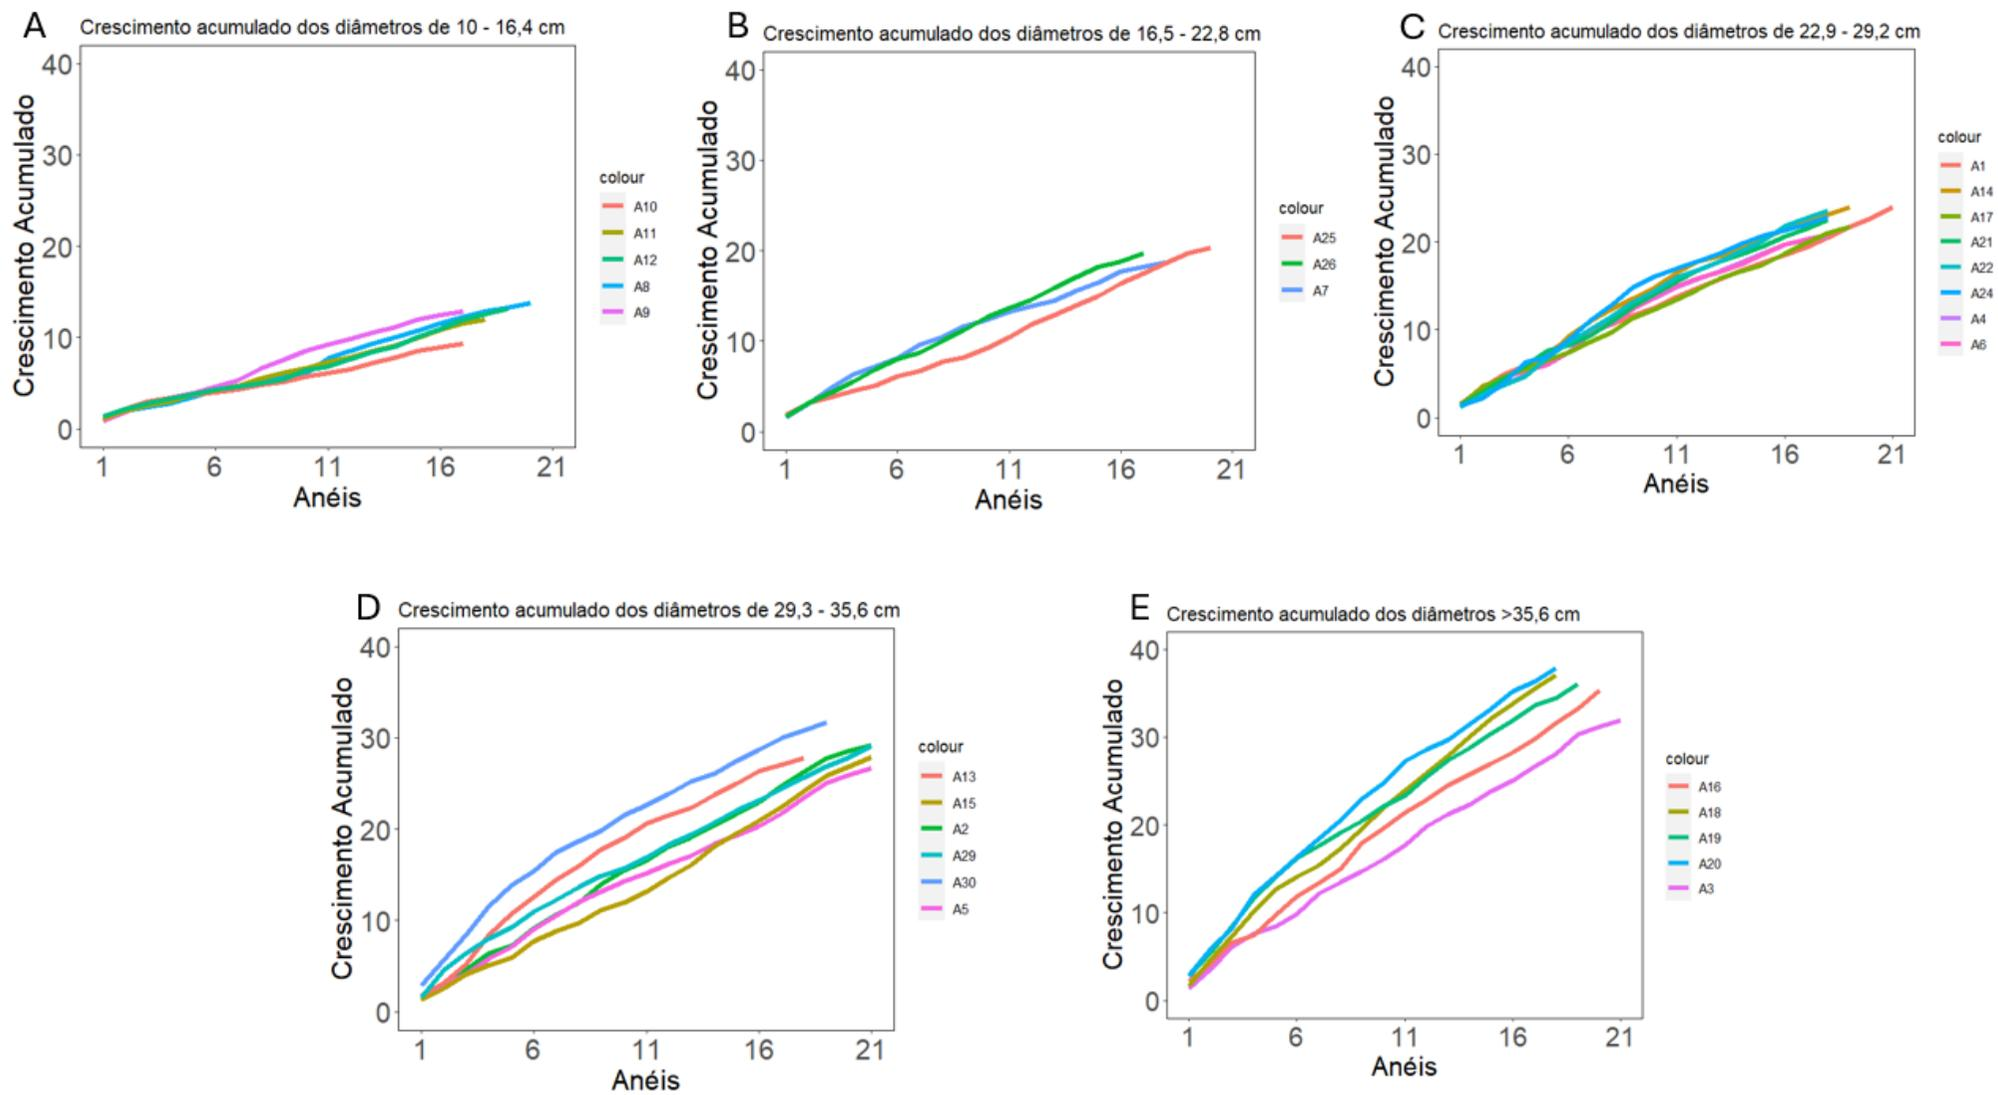 A
Crescimento acumulado dos diâmetros de 10 - 16,4 cm
Crescimento Acumulado
40
30
20
10
0
1 6 11 16 21
Anéis
colour
A10
A11
A12
A8
A9
B
Crescimento acumulado dos diâmetros de 16,5 - 22,8 cm
Crescimento Acumulado
40
30
20
10
0
1 6 11 16 21
Anéis
colour
A25
A26
A7
C
Crescimento acumulado dos diâmetros de 22,9 - 29,2 cm
Crescimento Acumulado
40
30
20
10
0
1 6 11 16 21
Anéis
colour
A1
A14
A17
A21
A22
A24
A4
A6
D
Crescimento acumulado dos diâmetros de 29,3 - 35,6 cm
Crescimento Acumulado
40
30
20
10
0
1 6 11 16 21
Anéis
colour
A13
A15
A2
A29
A30
A5
E
Crescimento acumulado dos diâmetros >35,6 cm
Crescimento Acumulado
40
30
20
10
0
1 6 11 16 21
Anéis
colour
A16
A18
A19
A20
A3